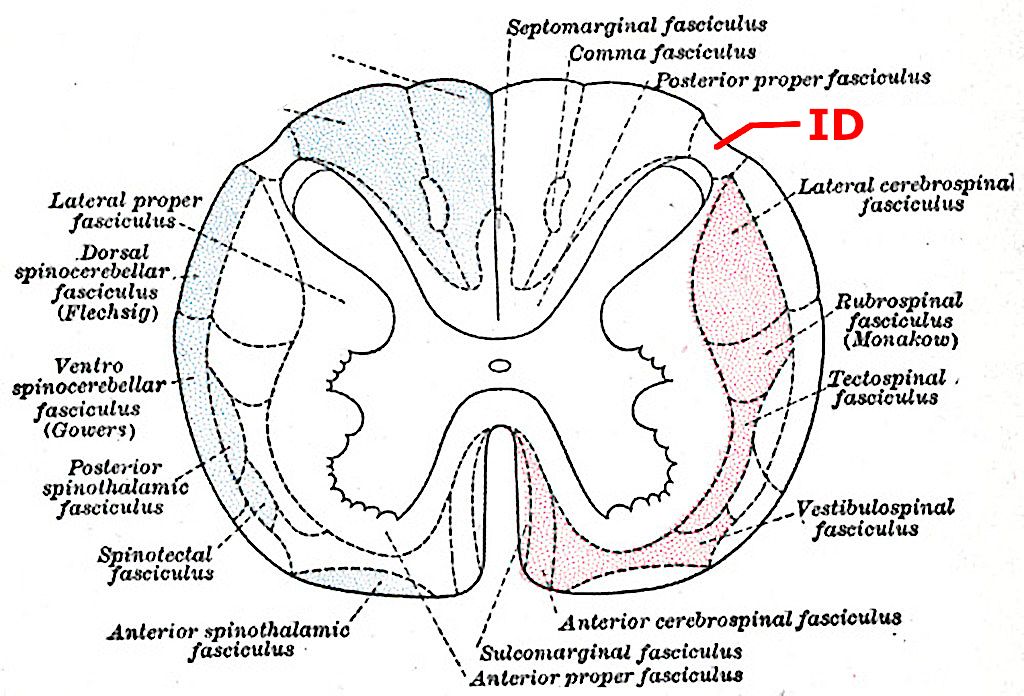 Septomarginal fasciculus
Comma fasciculus
Posterior proper fasciculus
ID
Lateral proper
fasciculus
Dorsal
spinocerebellar
fasciculus
(Flechsig)
Ventro
spinocerebellar
fasciculus
(Gowers)
Posterior
spinothalamic
fasciculus
Spinotectal
fasciculus
Anterior spinothalamic
fasciculus
Lateral cerebrospinal
fasciculus
Rubrospinal
fasciculus
(Monakow)
Tectospinal
fasciculus
Vestibulospinal
fasciculus
Anterior cerebrospinal fasciculus
Sulcomarginal fasciculus
Anterior proper fasciculus